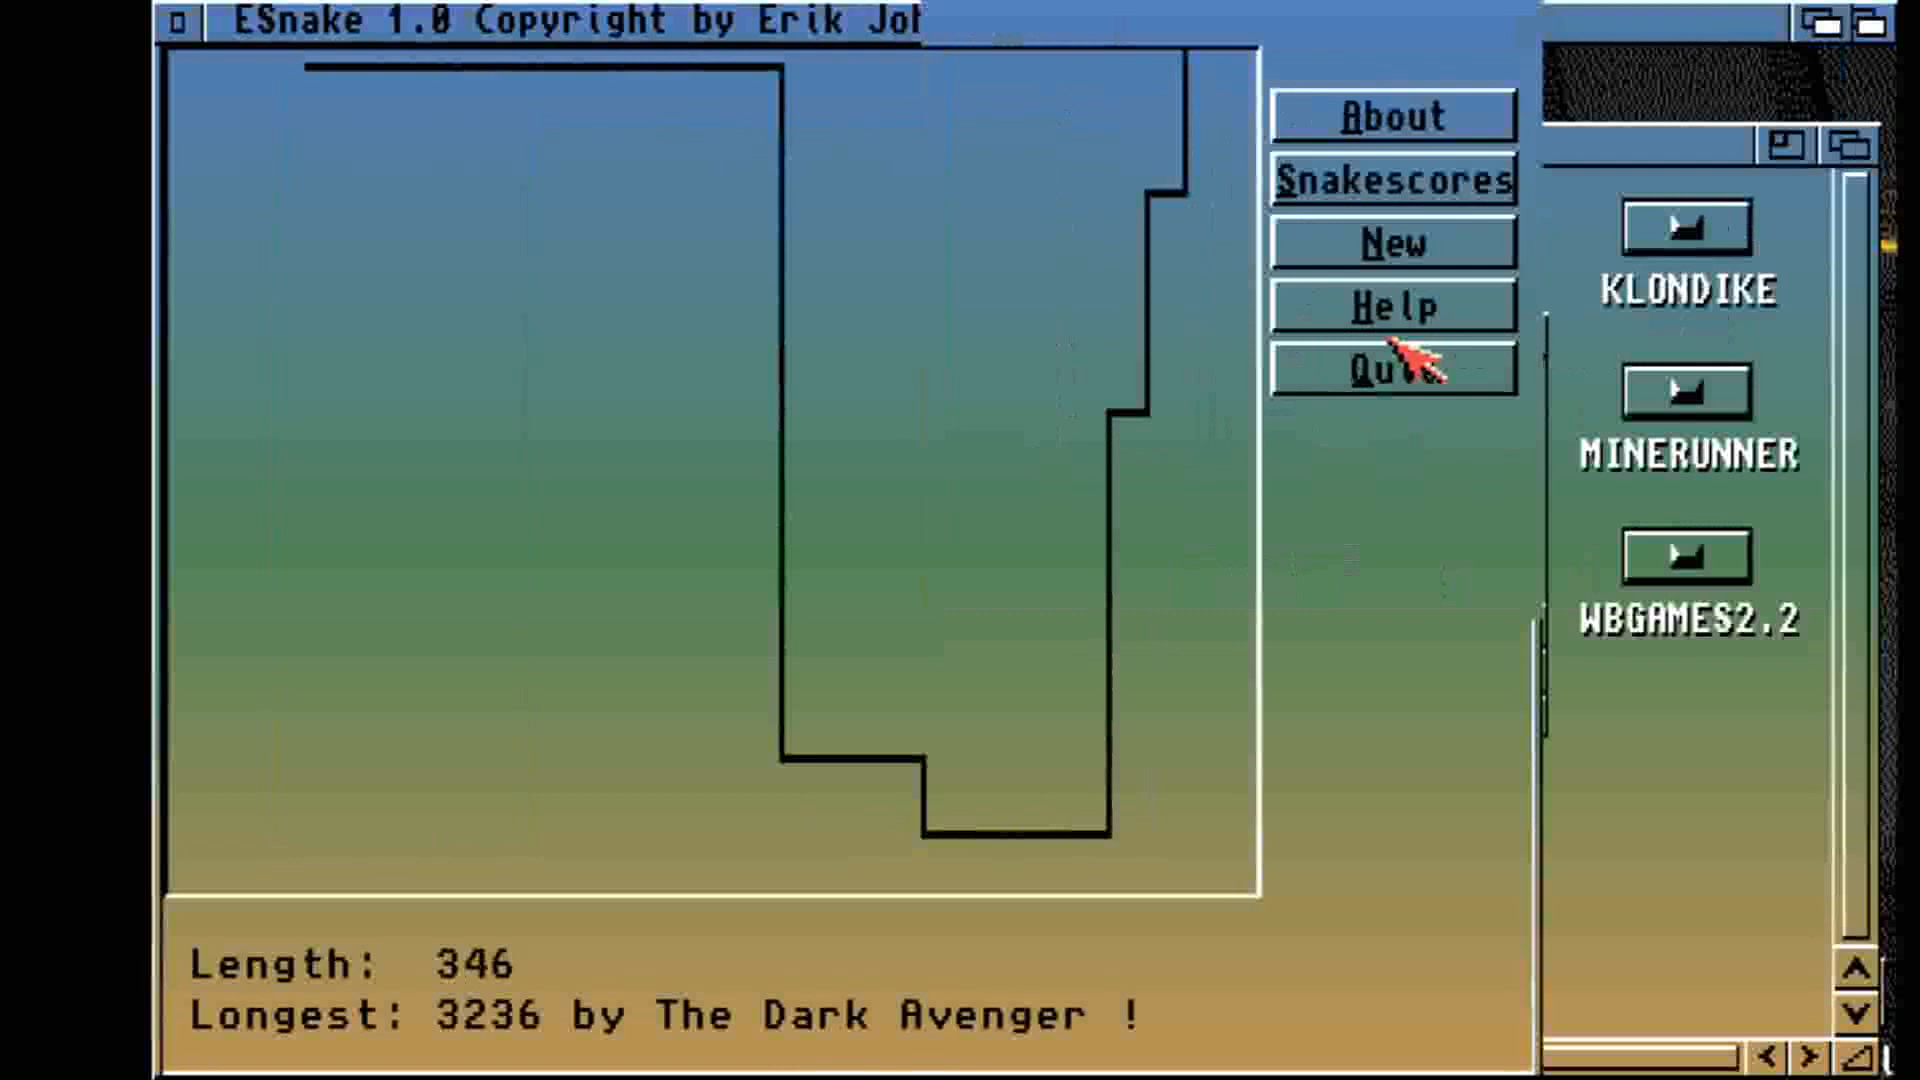 ESnake 1.0 Copyright by Erik
About
Snakescores
New
Help
KLONDIKE
MINERUNNER
WBGAMES2.2
Length: 346
Longest: 3236 by The Dark Avenger !